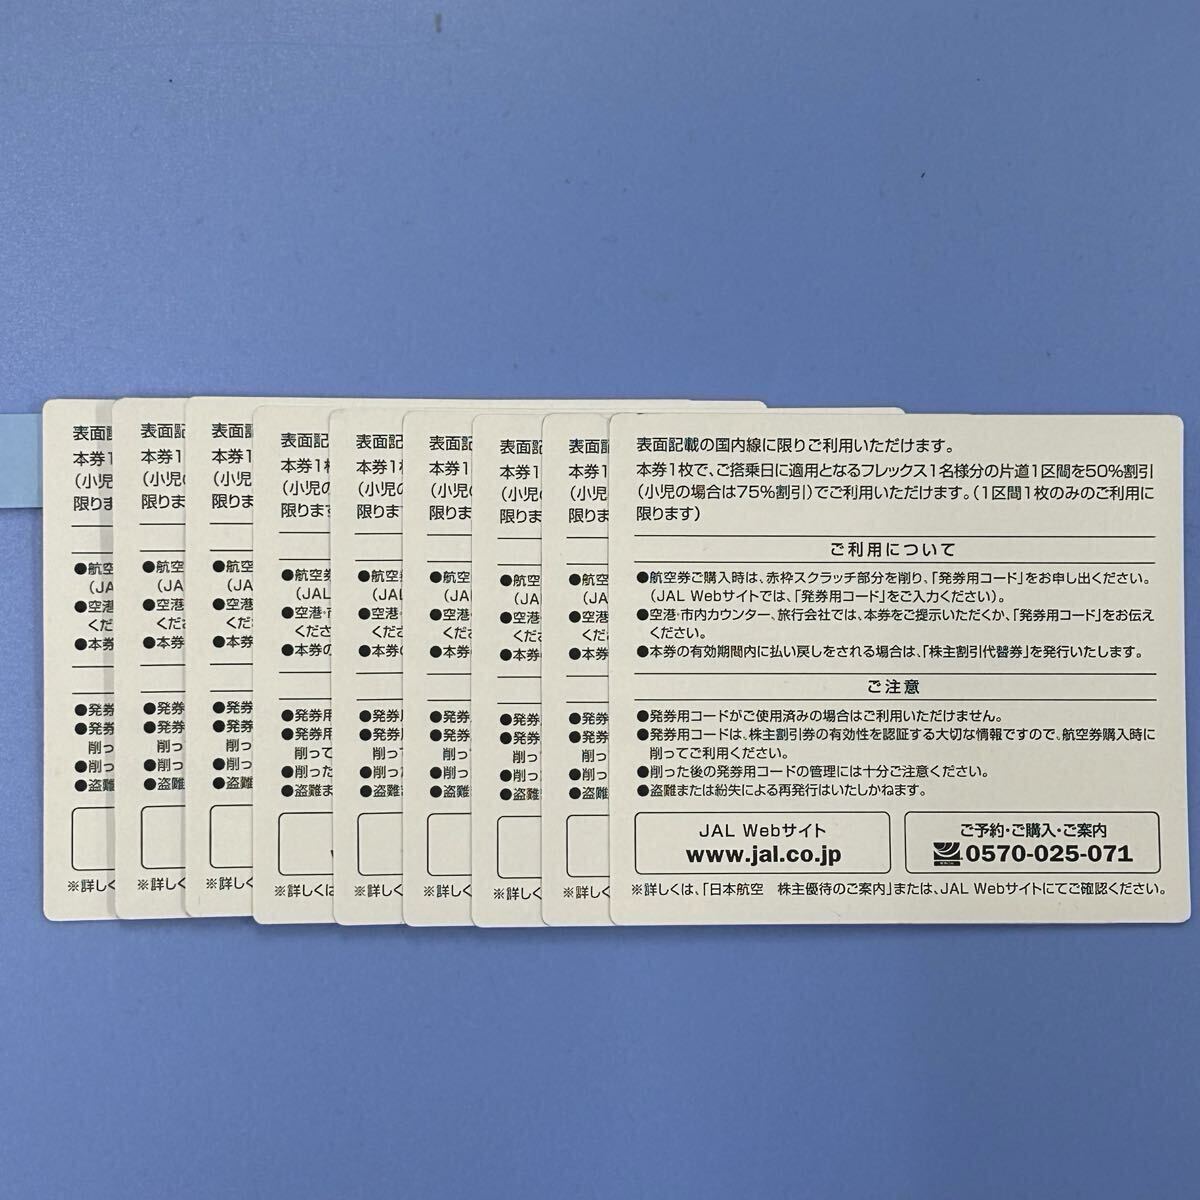 表面記載の国内線に限りご利用いただけます。
本券1枚で、ご搭乗日に適用となるフレックス1名様分の片道1区間を50%割引
(小児の場合は75%割引)でご利用いただけます。(1区間1枚のみのご利用に
限ります)
ご利用について
●航空券ご購入時は、赤枠スクラッチ部分を削り、「発券用コード」をお申し出ください。
(JAL Webサイトでは、「発券用コード」をご入力ください)。
●空港・市内カウンター、旅行会社では、本券をご提示いただくか、「発券用コード」をお伝え
ください。
●本券の有効期間内に払い戻しをされる場合は、「株主割引代替券」を発行いたします。
ご注意
●発券用コードがご使用済みの場合はご利用いただけません。
●発券用コードは、株主割引券の有効性を認証する大切な情報ですので、航空券購入時に
削ってご利用ください。
●削った後の発券用コードの管理には十分ご注意ください。
●盗難または紛失による再発行はいたしかねます。
JAL Webサイト
www.jal.co.jp
ご予約・ご購入・ご案内
0570-025-071
※詳しくは、「日本航空 株主優待のご案内」または、JAL Webサイトにてご確認ください。